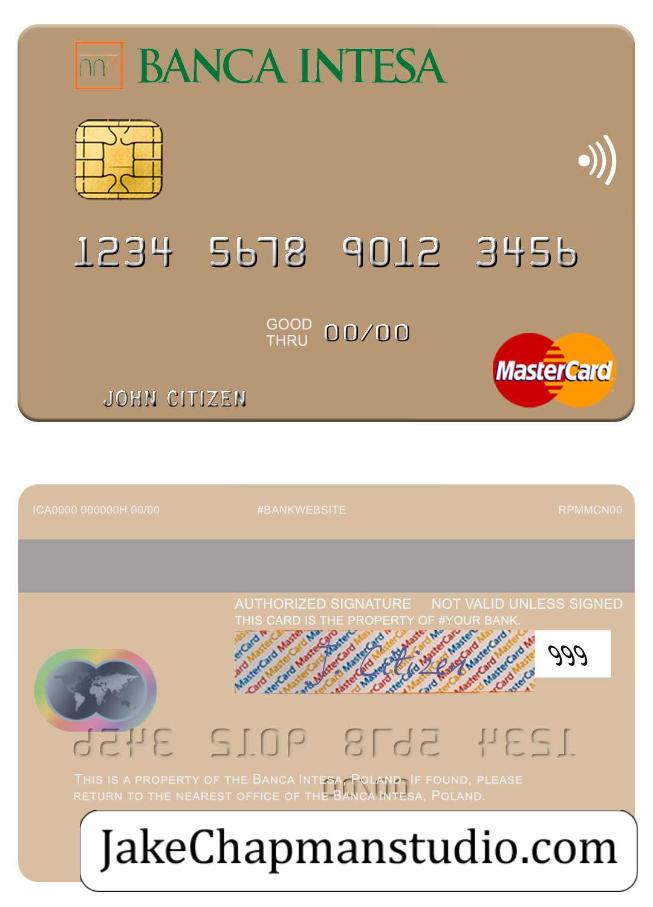 BANCA INTESA
1234 5678 9012 3456
GOOD THRU 00/00
JOHN CITIZEN
MasterCard
ICA0000 000000H 00/00 #BANKWEBSITE RPMMCN00
AUTHORIZED SIGNATURE NOT VALID UNLESS SIGNED
THIS CARD IS THE PROPERTY OF #YOUR BANK.
MasterCard
999
THIS IS A PROPERTY OF THE BANCA INTESA, POLAND. IF FOUND, PLEASE
RETURN TO THE NEAREST OFFICE OF THE BANCA INTESA, POLAND.
JakeChapmanstudio.com